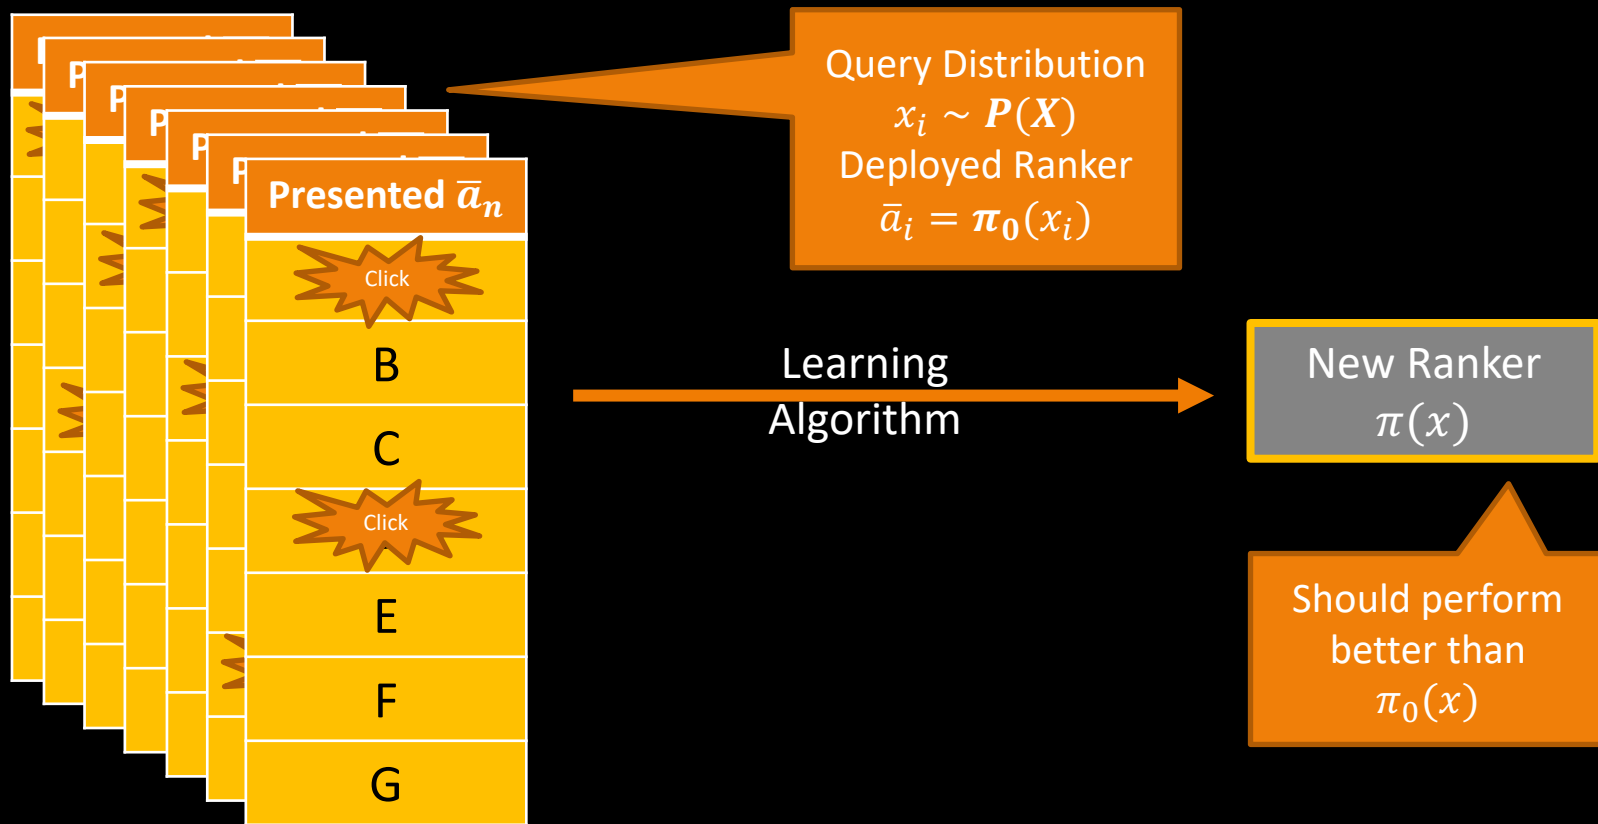 Presented ā𝑛
Click
B
C
Click
E
F
G
Query Distribution
𝑥ᵢ ~ 𝑷(𝑿)
Deployed Ranker
āᵢ = 𝝅₀(𝑥ᵢ)
Learning
Algorithm
New Ranker
𝜋(𝑥)
Should perform
better than
𝜋₀(𝑥)